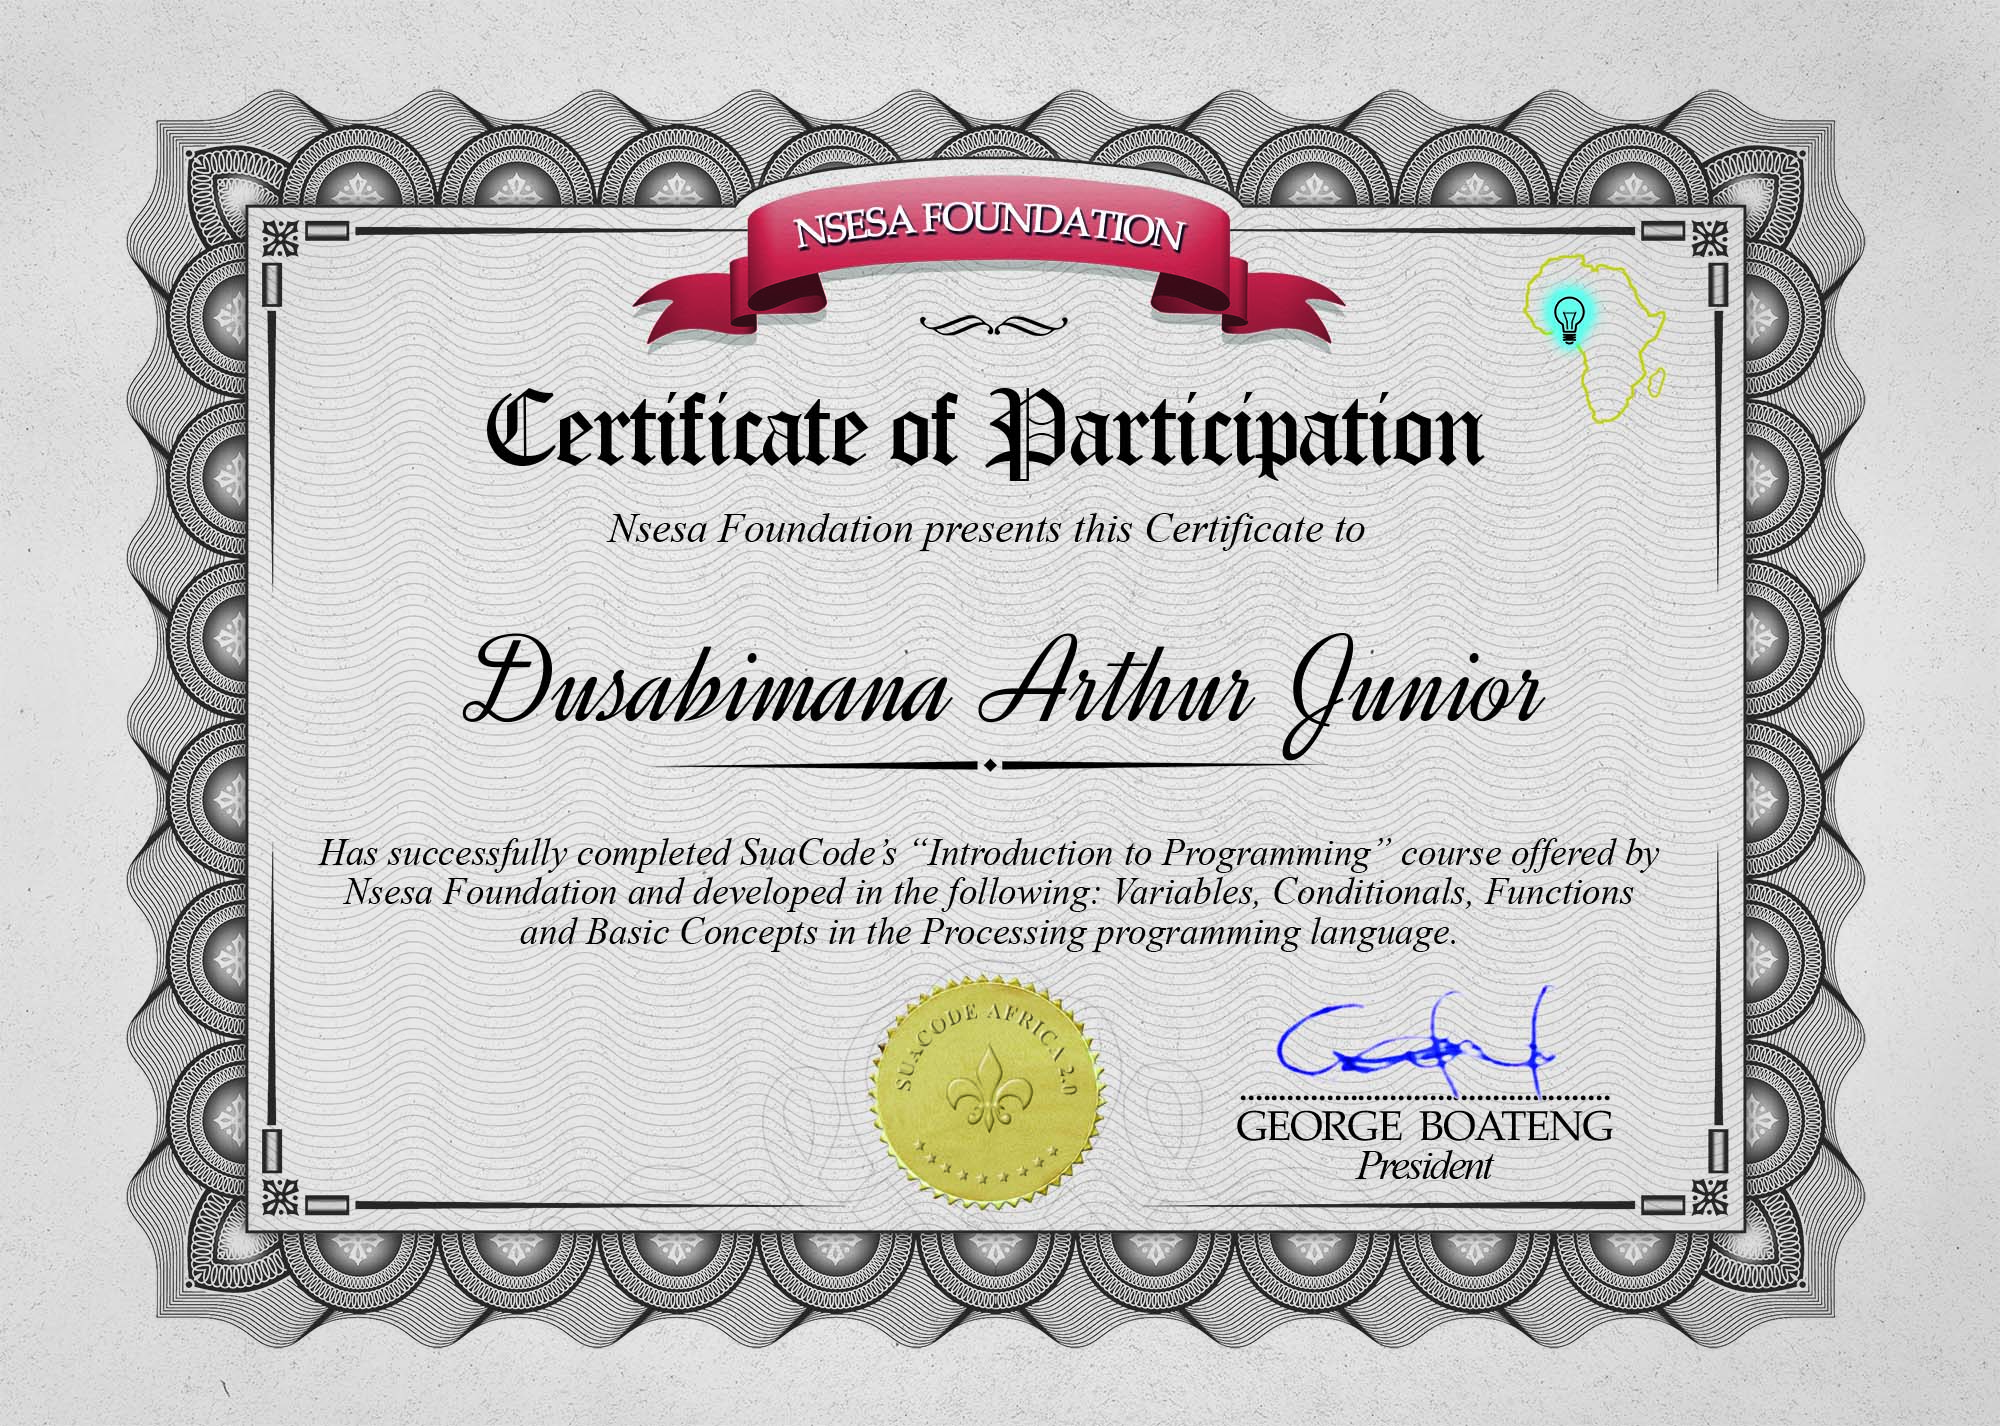 NSESA FOUNDATION
Certificate of Participation
Nsesa Foundation presents this Certificate to
Dusabimana Arthur Junior
Has successfully completed SuaCode’s “Introduction to Programming” course offered by
Nsesa Foundation and developed in the following: Variables, Conditionals, Functions
and Basic Concepts in the Processing programming language.
SUACODE AFRICA 2.0
GEORGE BOATENG
President